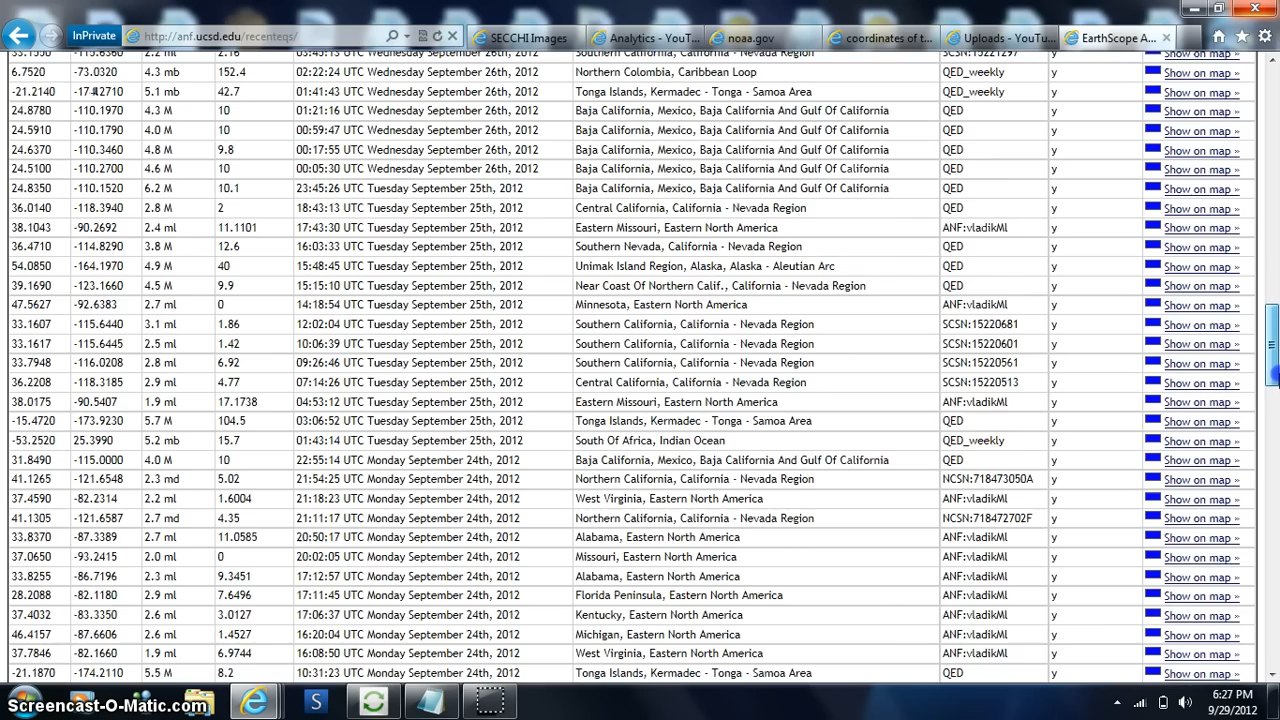 InPrivate http://anf.ucsd.edu/recenteqs/ SECCHI Images Analytics - YouT... noaa.gov coordinates of t... Uploads - YouTu... EarthScope A...
33.1550 -115.6360 2.2 ml 2.16 03:45:13 UTC Wednesday September 26th, 2012 Southern California, California - Nevada Region SCSN:15221297 y Show on map »
6.7520 -73.0320 4.3 mb 152.4 02:22:24 UTC Wednesday September 26th, 2012 Northern Colombia, Caribbean Loop QED_weekly y Show on map »
-21.2140 -174.2710 5.1 mb 42.7 01:41:43 UTC Wednesday September 26th, 2012 Tonga Islands, Kermadec - Tonga - Samoa Area QED_weekly y Show on map »
24.8780 -110.1970 4.3 M 10 01:21:16 UTC Wednesday September 26th, 2012 Baja California, Mexico, Baja California And Gulf Of California QED y Show on map »
24.5910 -110.1790 4.0 M 10 00:59:47 UTC Wednesday September 26th, 2012 Baja California, Mexico, Baja California And Gulf Of California QED y Show on map »
24.6370 -110.3460 4.8 M 9.8 00:17:55 UTC Wednesday September 26th, 2012 Baja California, Mexico, Baja California And Gulf Of California QED y Show on map »
24.5100 -110.2700 4.6 M 10 00:05:30 UTC Wednesday September 26th, 2012 Baja California, Mexico, Baja California And Gulf Of California QED y Show on map »
24.8350 -110.1520 6.2 M 10.1 23:45:26 UTC Tuesday September 25th, 2012 Baja California, Mexico, Baja California And Gulf Of California QED y Show on map »
36.0140 -118.3940 2.8 M 2 18:43:13 UTC Tuesday September 25th, 2012 Central California, California - Nevada Region QED y Show on map »
38.1043 -90.2692 2.4 ml 11.1101 17:43:30 UTC Tuesday September 25th, 2012 Eastern Missouri, Eastern North America ANF:vladikMl y Show on map »
36.4710 -114.8290 3.8 M 12.6 16:03:33 UTC Tuesday September 25th, 2012 Southern Nevada, California - Nevada Region QED y Show on map »
54.0850 -164.1970 4.9 M 40 15:48:45 UTC Tuesday September 25th, 2012 Unimak Island Region, Alaska, Alaska - Aleutian Arc QED y Show on map »
39.1690 -123.1660 4.5 M 9.9 15:15:10 UTC Tuesday September 25th, 2012 Near Coast Of Northern Calif., California - Nevada Region QED y Show on map »
47.5627 -92.6383 2.7 ml 0 14:18:54 UTC Tuesday September 25th, 2012 Minnesota, Eastern North America ANF:vladikMl y Show on map »
33.1607 -115.6440 3.1 ml 1.86 12:02:04 UTC Tuesday September 25th, 2012 Southern California, California - Nevada Region SCSN:15220681 y Show on map »
33.1617 -115.6445 2.5 ml 1.42 10:06:39 UTC Tuesday September 25th, 2012 Southern California, California - Nevada Region SCSN:15220601 y Show on map »
33.7948 -116.0208 2.8 ml 6.92 09:26:46 UTC Tuesday September 25th, 2012 Southern California, California - Nevada Region SCSN:15220561 y Show on map »
36.2208 -118.3185 2.9 ml 4.77 07:14:26 UTC Tuesday September 25th, 2012 Central California, California - Nevada Region SCSN:15220513 y Show on map »
38.0175 -90.5407 1.9 ml 17.1738 04:53:12 UTC Tuesday September 25th, 2012 Eastern Missouri, Eastern North America ANF:vladikMl y Show on map »
-15.4720 -173.9230 5.7 M 104.5 03:06:52 UTC Tuesday September 25th, 2012 Tonga Islands, Kermadec - Tonga - Samoa Area QED y Show on map »
-53.2520 25.3990 5.2 mb 15.7 01:43:14 UTC Tuesday September 25th, 2012 South Of Africa, Indian Ocean QED_weekly y Show on map »
31.8490 -115.0000 4.0 M 10 22:55:14 UTC Monday September 24th, 2012 Baja California, Mexico, Baja California And Gulf Of California QED y Show on map »
41.1265 -121.6548 2.3 md 5.02 21:54:25 UTC Monday September 24th, 2012 Northern California, California - Nevada Region NCSN:718473050A y Show on map »
37.4590 -82.2314 2.2 ml 1.6004 21:18:23 UTC Monday September 24th, 2012 West Virginia, Eastern North America ANF:vladikMl y Show on map »
41.1305 -121.6587 2.7 md 4.35 21:11:17 UTC Monday September 24th, 2012 Northern California, California - Nevada Region NCSN:718472702F y Show on map »
33.8370 -87.3389 2.7 ml 11.0585 20:50:17 UTC Monday September 24th, 2012 Alabama, Eastern North America ANF:vladikMl y Show on map »
37.0650 -93.2415 2.0 ml 0 20:02:05 UTC Monday September 24th, 2012 Missouri, Eastern North America ANF:vladikMl y Show on map »
33.8255 -86.7196 2.3 ml 9.3451 17:12:57 UTC Monday September 24th, 2012 Alabama, Eastern North America ANF:vladikMl y Show on map »
28.2088 -82.1180 2.9 ml 7.6496 17:11:45 UTC Monday September 24th, 2012 Florida Peninsula, Eastern North America ANF:vladikMl y Show on map »
37.4032 -83.3350 2.6 ml 3.0127 17:06:37 UTC Monday September 24th, 2012 Kentucky, Eastern North America ANF:vladikMl y Show on map »
46.4157 -87.6606 2.6 ml 1.4527 16:20:04 UTC Monday September 24th, 2012 Michigan, Eastern North America ANF:vladikMl y Show on map »
37.7846 -82.1660 1.9 ml 6.9744 16:08:50 UTC Monday September 24th, 2012 West Virginia, Eastern North America ANF:vladikMl y Show on map »
-21.1870 -174.2110 5.5 M 8.2 10:31:23 UTC Monday September 24th, 2012 Tonga Islands, Kermadec - Tonga - Samoa Area QED y Show on map »
Screencast-O-Matic.com
6:27 PM
9/29/2012